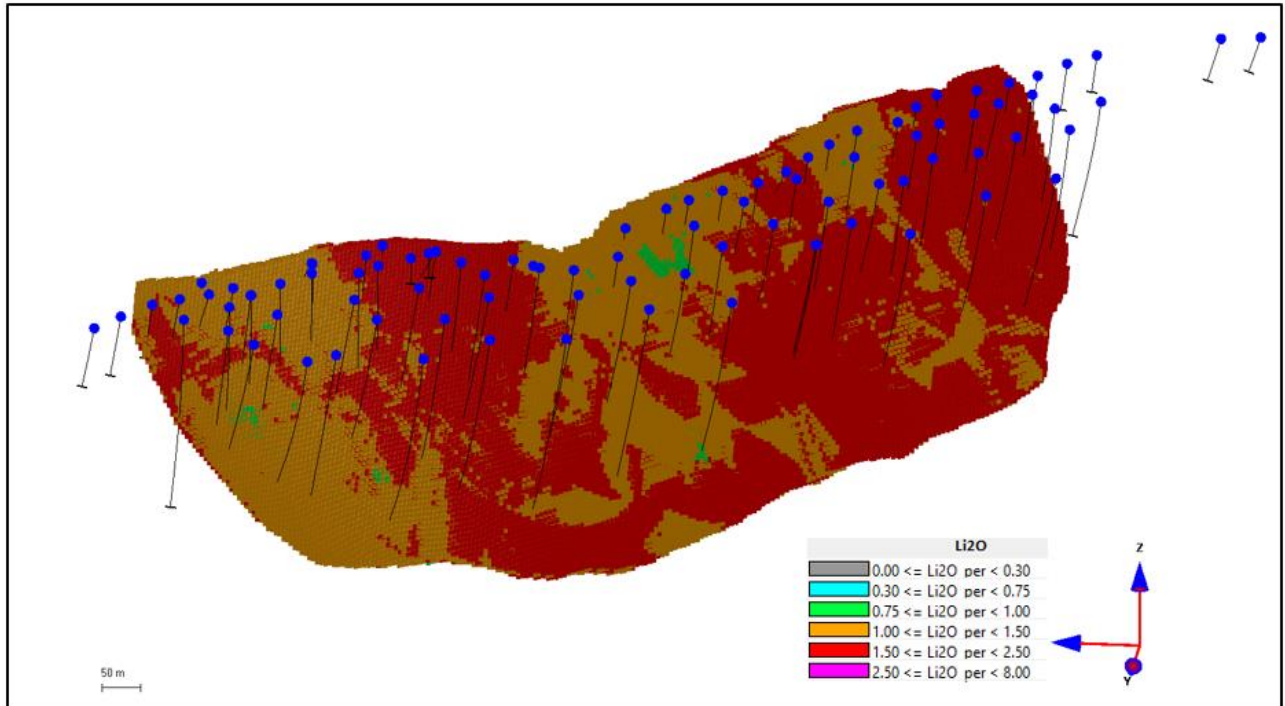 Li2O
0.00 <= Li2O per < 0.30
0.30 <= Li2O per < 0.75
0.75 <= Li2O per < 1.00
1.00 <= Li2O per < 1.50
1.50 <= Li2O per < 2.50
2.50 <= Li2O per < 8.00
Z
Y
50 m